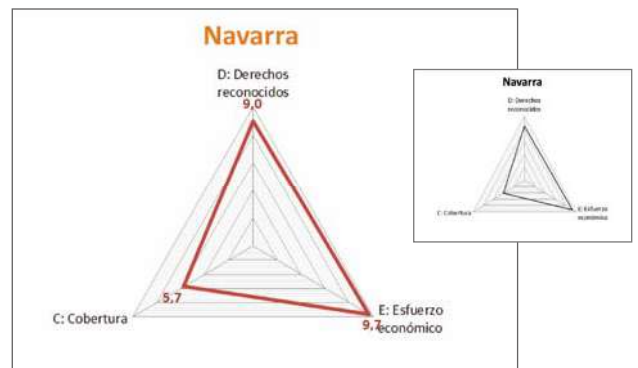 Navarra
D: Derechos
reconocidos
9,0
5,7
C: Cobertura
E: Esfuerzo
económico
9,7
Navarra
D: Derechos
reconocidos
C: Cobertura
E: Esfuerzo
económico